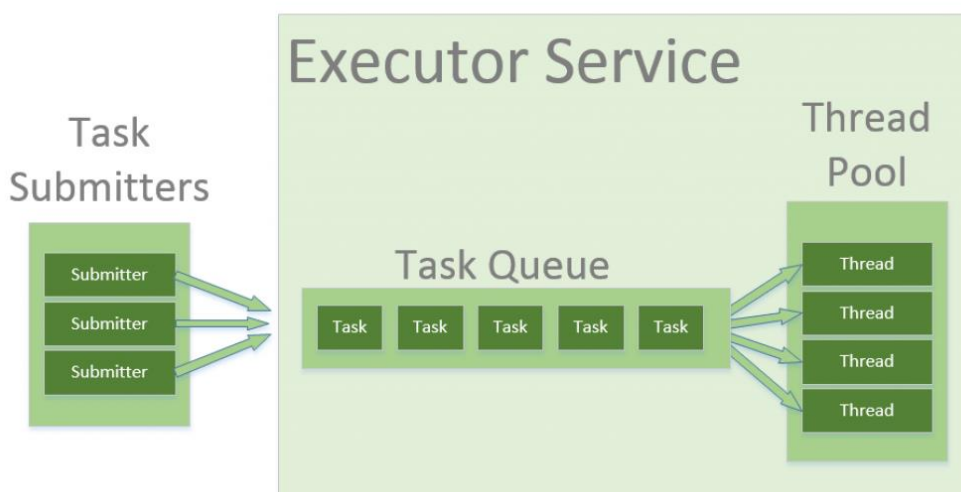 Executor Service
Task
Submitters
Submitter
Submitter
Submitter
Task Queue
Task Task Task Task Task
Thread
Pool
Thread
Thread
Thread
Thread